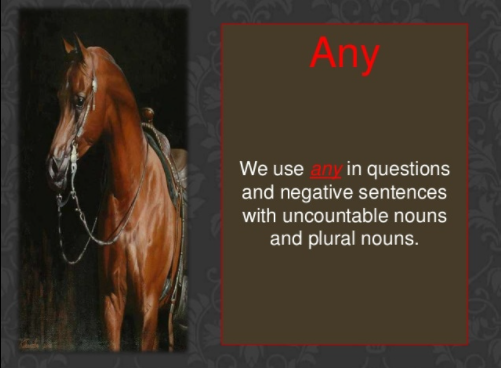 Any
We use any in questions
and negative sentences
with uncountable nouns
and plural nouns.